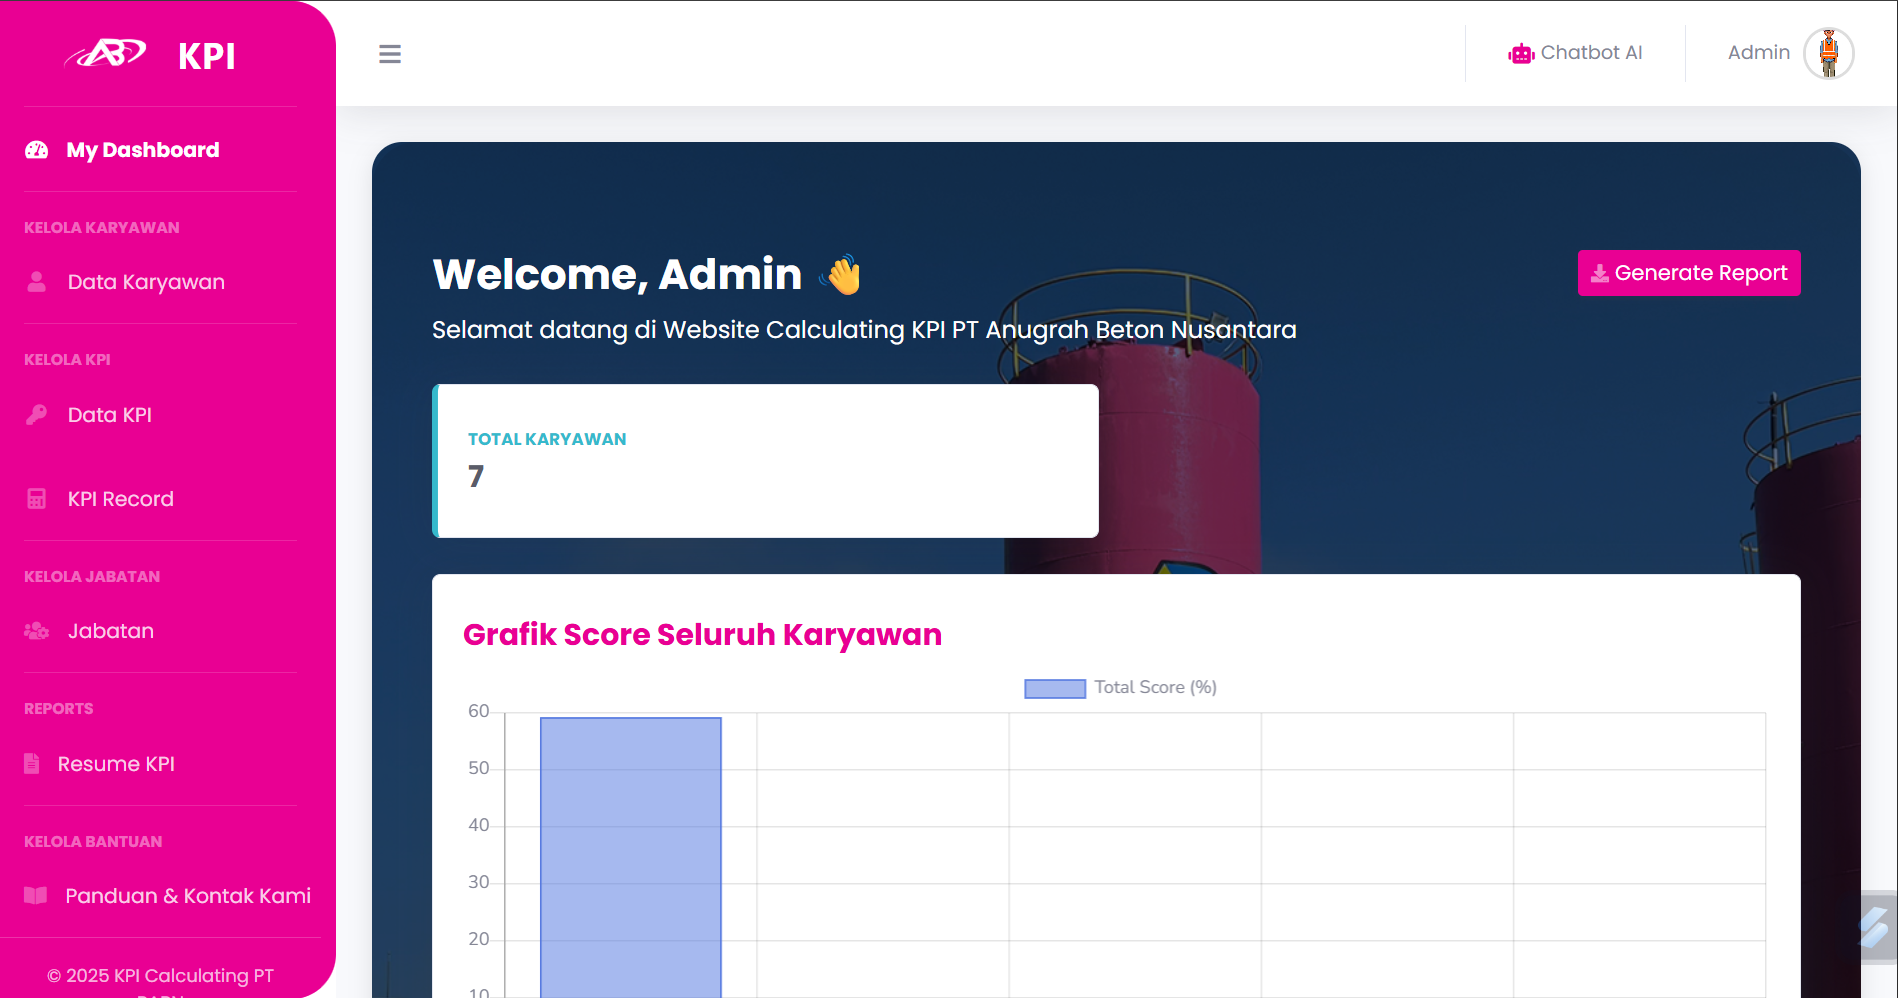 KPI
My Dashboard
KELOLA KARYAWAN
Data Karyawan
KELOLA KPI
Data KPI
KPI Record
KELOLA JABATAN
Jabatan
REPORTS
Resume KPI
KELOLA BANTUAN
Panduan & Kontak Kami
© 2025 KPI Calculating PT
Chatbot AI
Admin
Welcome, Admin 👋
Generate Report
Selamat datang di Website Calculating KPI PT Anugrah Beton Nusantara
TOTAL KARYAWAN
7
Grafik Score Seluruh Karyawan
Total Score (%)
60
50
40
30
20
10